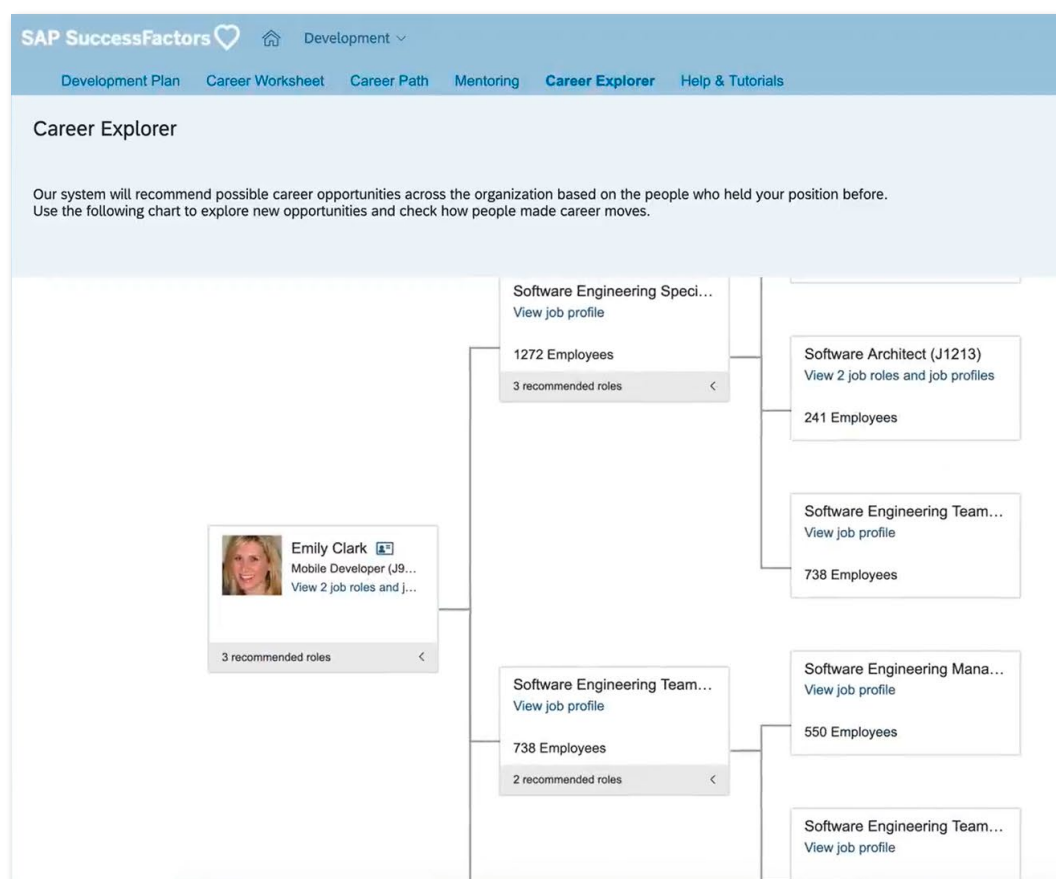 SAP SuccessFactors
Development
Development Plan Career Worksheet Career Path Mentoring Career Explorer Help & Tutorials
Career Explorer
Our system will recommend possible career opportunities across the organization based on the people who held your position before.
Use the following chart to explore new opportunities and check how people made career moves.
Emily Clark
Mobile Developer (J9...
View 2 job roles and j...
3 recommended roles
Software Engineering Speci...
View job profile
1272 Employees
3 recommended roles
Software Engineering Team...
View job profile
738 Employees
2 recommended roles
Software Architect (J1213)
View 2 job roles and job profiles
241 Employees
Software Engineering Team...
View job profile
738 Employees
Software Engineering Mana...
View job profile
550 Employees
Software Engineering Team...
View job profile